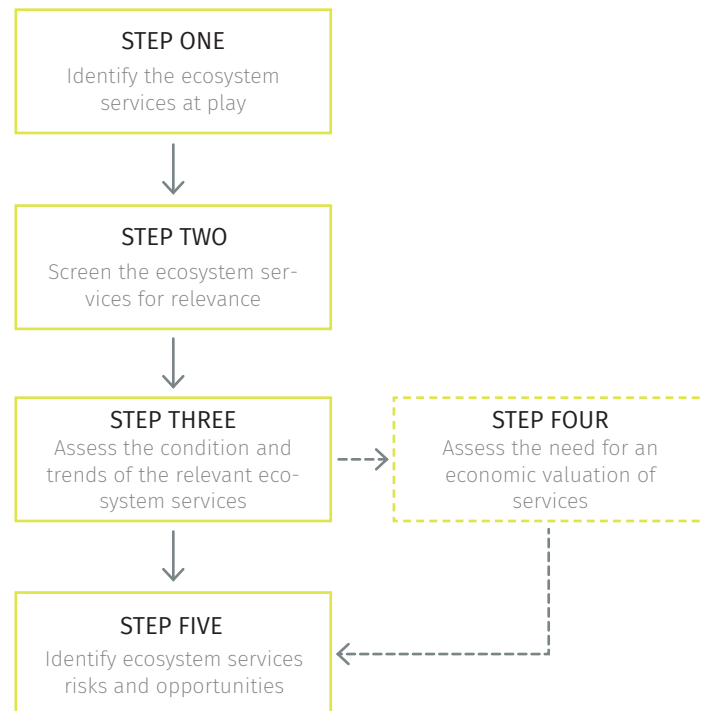 STEP ONE
Identify the ecosystem
services at play
STEP TWO
Screen the ecosystem ser-
vices for relevance
STEP THREE
Assess the condition and
trends of the relevant eco-
system services
STEP FOUR
Assess the need for an
economic valuation of
services
STEP FIVE
Identify ecosystem services
risks and opportunities